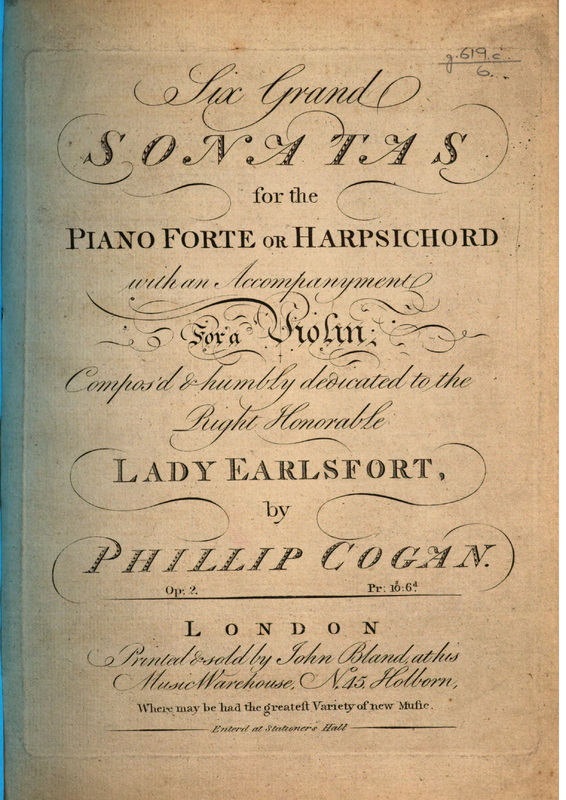 g.619.c.
6.
Six Grand
SONATAS
for the
PIANO FORTE OR HARPSICHORD
with an Accompanyment
For a Violin;
Compos'd & humbly dedicated to the
Right Honorable
LADY EARLSFORT,
by
PHILLIP COGAN.
Op: 2. Pr: 10s:6d
LONDON
Printed & sold by John Bland, at his
Music Warehouse, No. 45, Holborn,
Where may be had the greateſt Variety of new Muſic.
Enterd at Stationers Hall